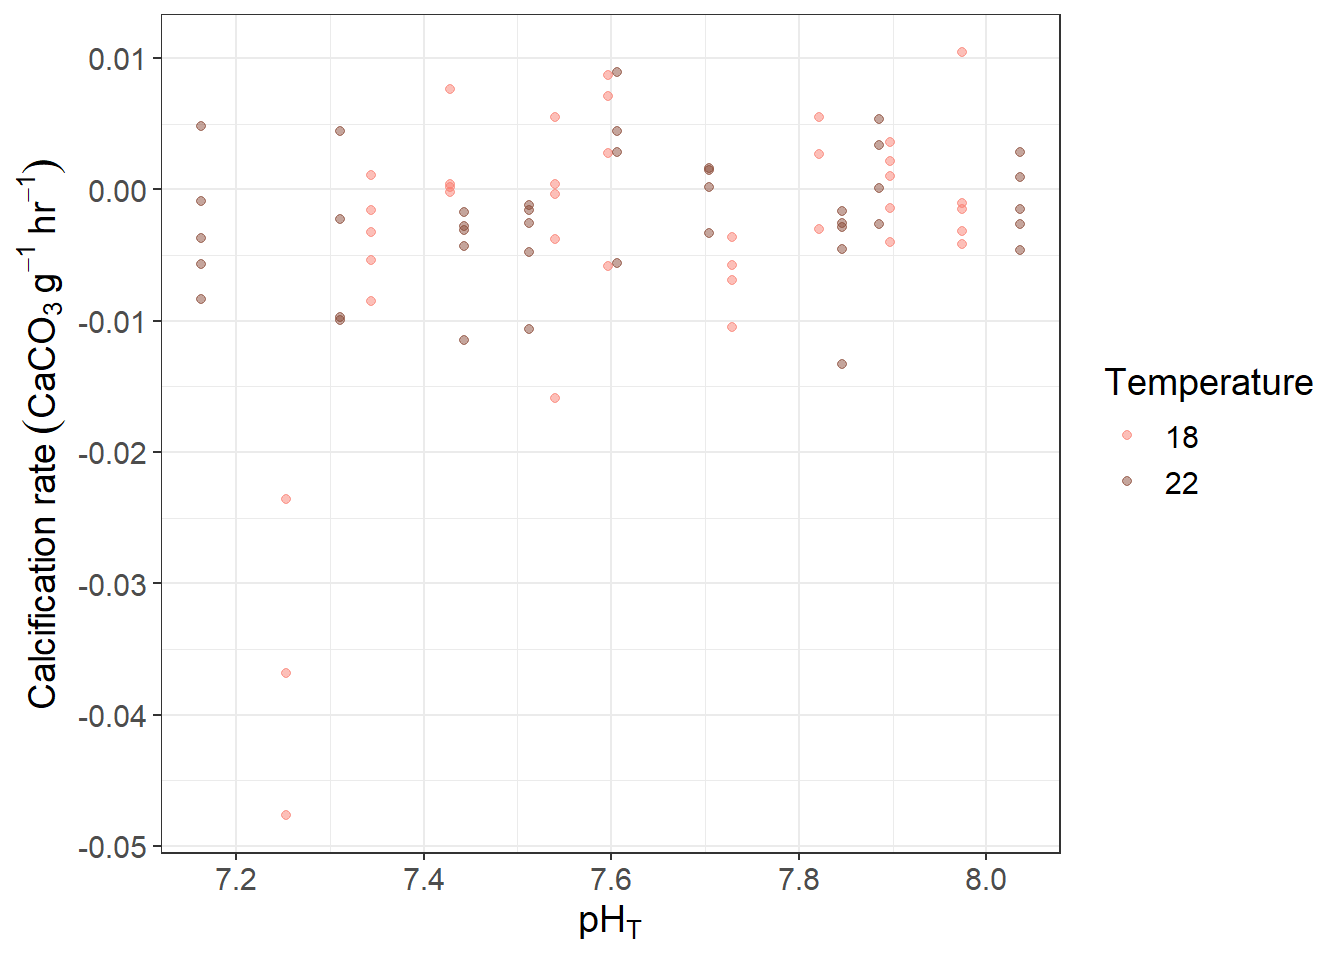 0.01
0.00
-0.01
-0.02
-0.03
-0.04
-0.05
Calcification rate (CaCO₃ g⁻¹ hr⁻¹)
7.2 7.4 7.6 7.8 8.0
pH_T
Temperature
18
22